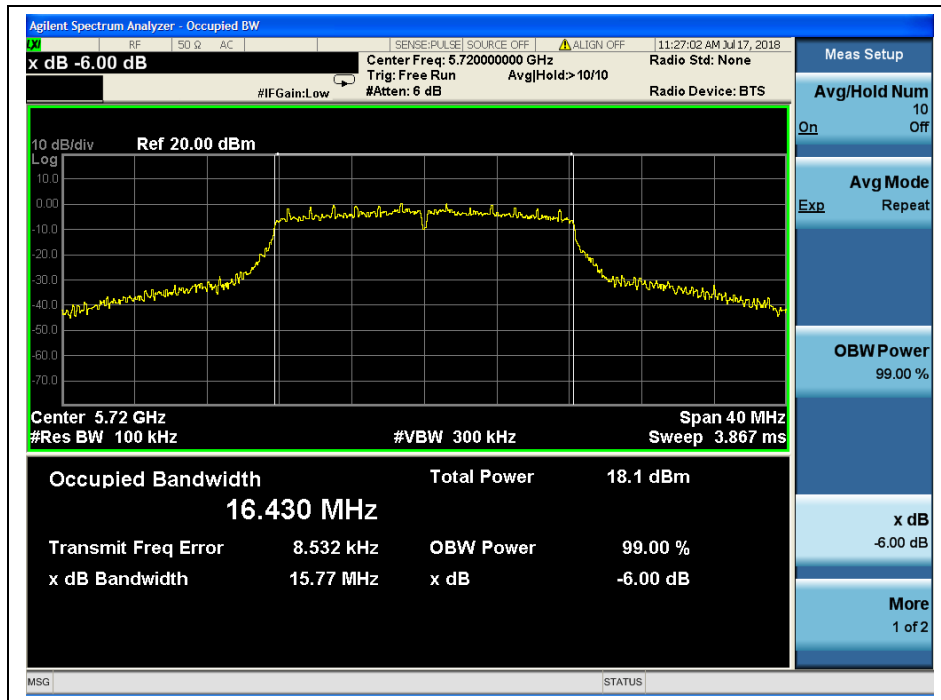 Agilent Spectrum Analyzer - Occupied BW
LXI RF 50 Ω AC SENSE:PULSE SOURCE OFF ALIGN OFF 11:27:02 AM Jul 17, 2018
x dB -6.00 dB
Center Freq: 5.720000000 GHz Radio Std: None
Trig: Free Run Avg|Hold:> 10/10
#IFGain:Low #Atten: 6 dB Radio Device: BTS
10 dB/div Ref 20.00 dBm
Log
10.0
0.00
-10.0
-20.0
-30.0
-40.0
-50.0
-60.0
-70.0
Center 5.72 GHz Span 40 MHz
#Res BW 100 kHz #VBW 300 kHz Sweep 3.867 ms
Occupied Bandwidth Total Power 18.1 dBm
16.430 MHz
Transmit Freq Error 8.532 kHz OBW Power 99.00 %
x dB Bandwidth 15.77 MHz x dB -6.00 dB
Meas Setup
Avg/Hold Num
10
On Off
Avg Mode
Exp Repeat
OBW Power
99.00 %
x dB
-6.00 dB
More
1 of 2
MSG STATUS